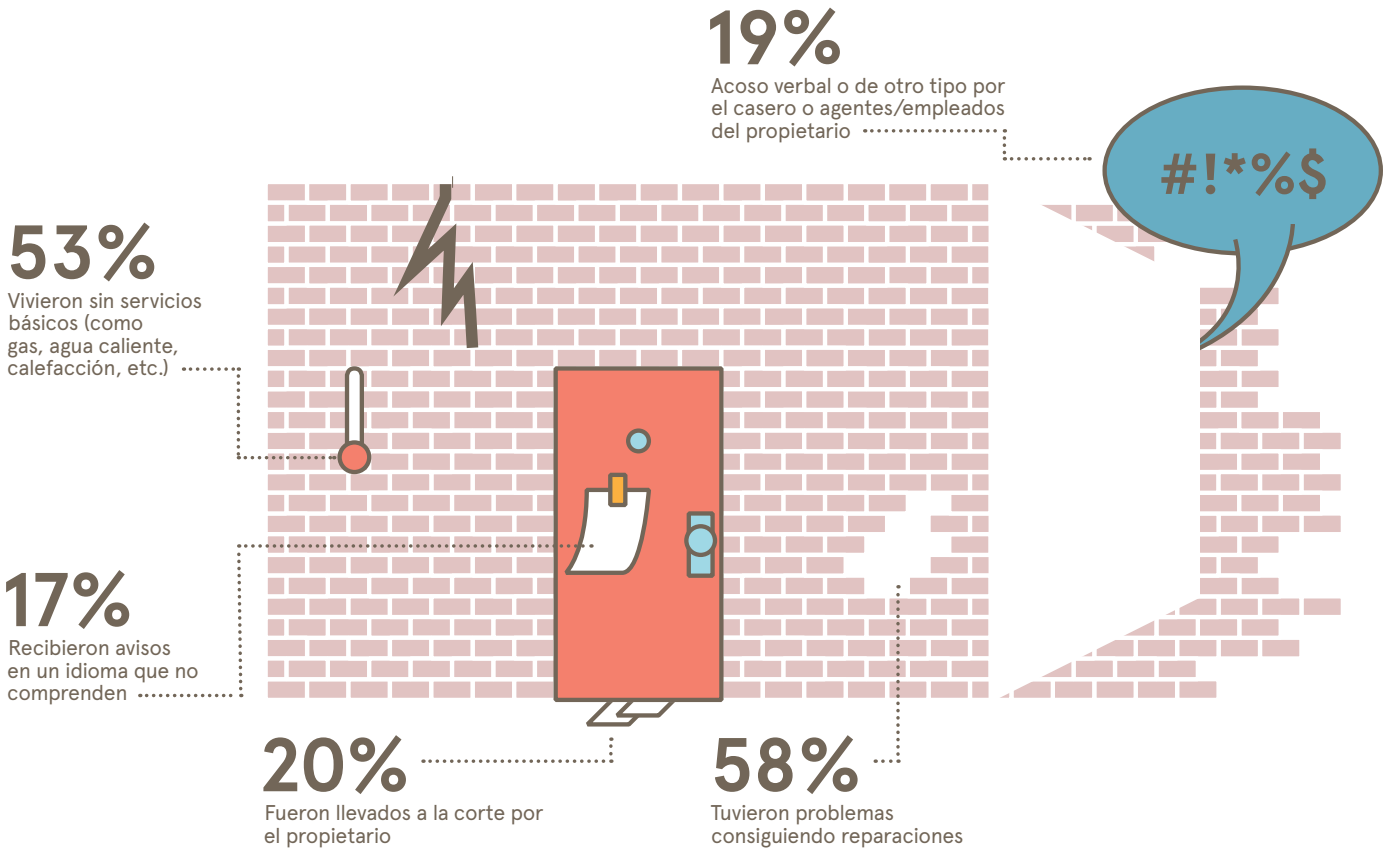 19%
Acoso verbal o de otro tipo por
el casero o agentes/empleados
del propietario
#!*%$
53%
Vivieron sin servicios
básicos (como
gas, agua caliente,
calefacción, etc.)
17%
Recibieron avisos
en un idioma que no
comprenden
20%
Fueron llevados a la corte por
el propietario
58%
Tuvieron problemas
consiguiendo reparaciones